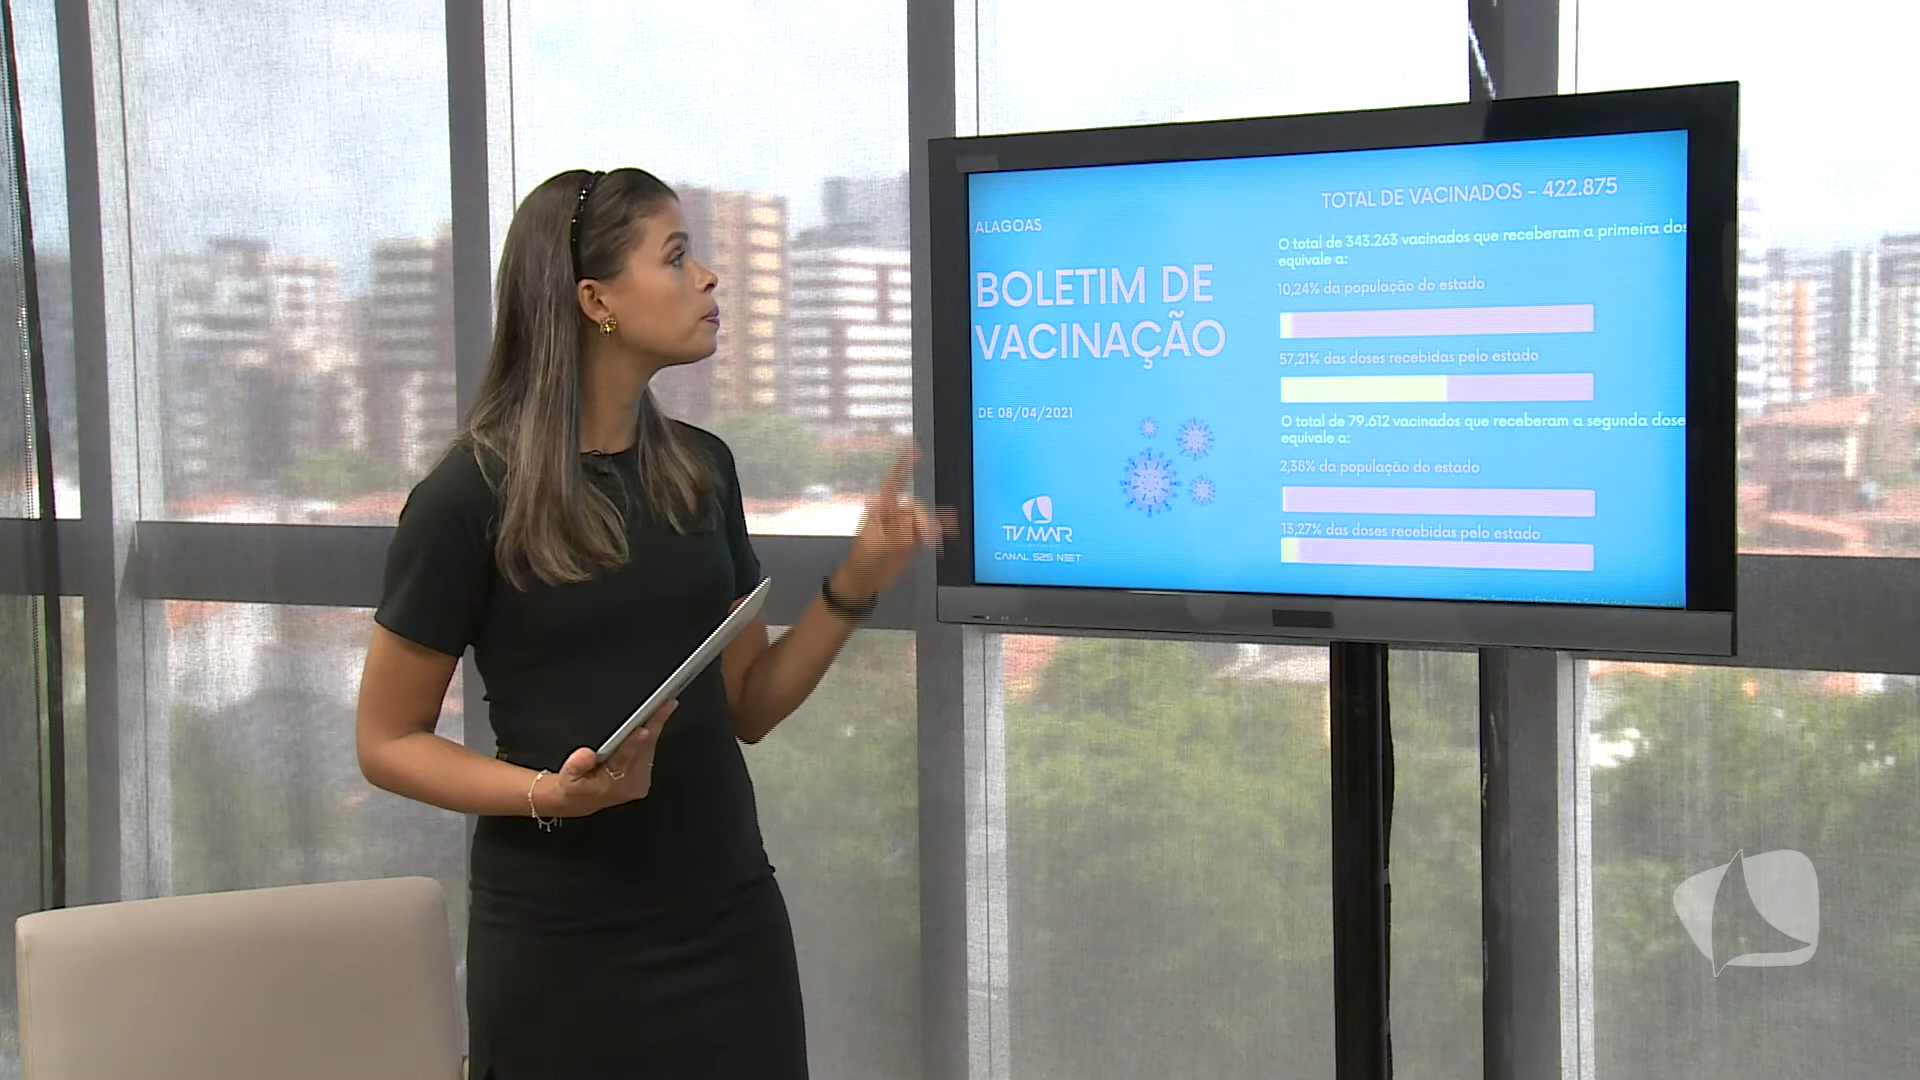 ALAGOAS
BOLETIM DE
VACINAÇÃO
DE 08/04/2021
TV MAR
CANAL 525 NET
TOTAL DE VACINADOS - 422.875
O total de 343.263 vacinados que receberam a primeira dos
equivale a:
10,24% da população do estado
57,21% das doses recebidas pelo estado
O total de 79.612 vacinados que receberam a segunda dose
equivale a:
2,38% da população do estado
13,27% das doses recebidas pelo estado